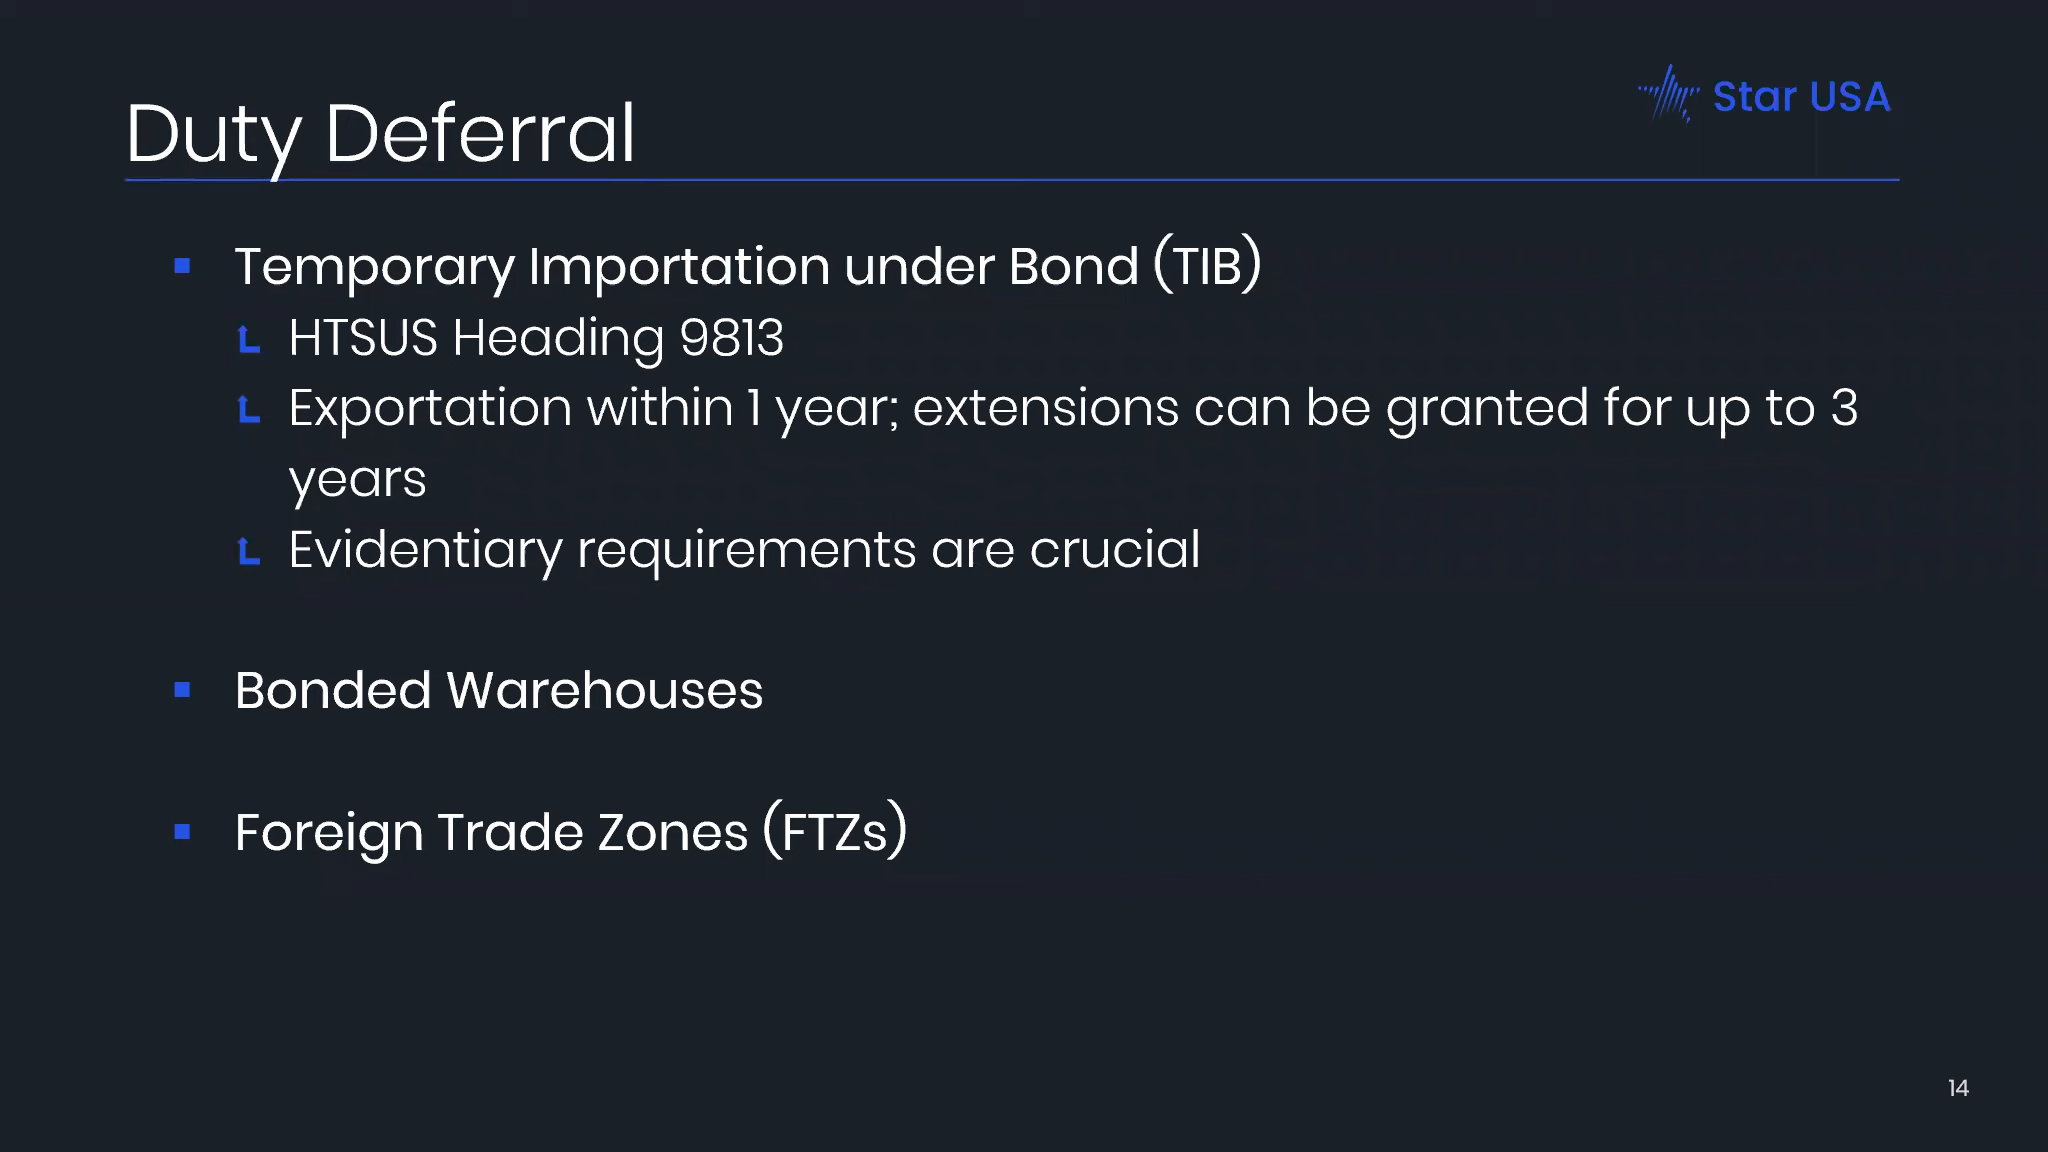 Star USA
Duty Deferral
Temporary Importation under Bond (TIB)
HTSUS Heading 9813
Exportation within 1 year; extensions can be granted for up to 3
years
Evidentiary requirements are crucial
Bonded Warehouses
Foreign Trade Zones (FTZs)
14